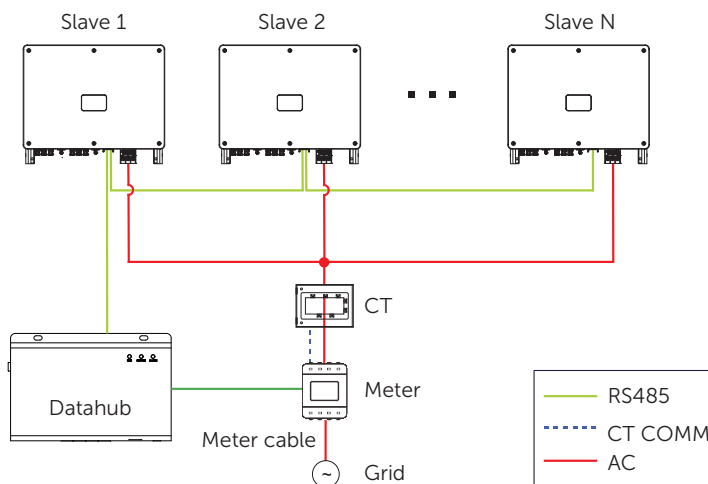 Slave 1
Slave 2
Slave N
CT
Datahub
Meter
Meter cable
Grid
~
RS485
CT COMM
AC